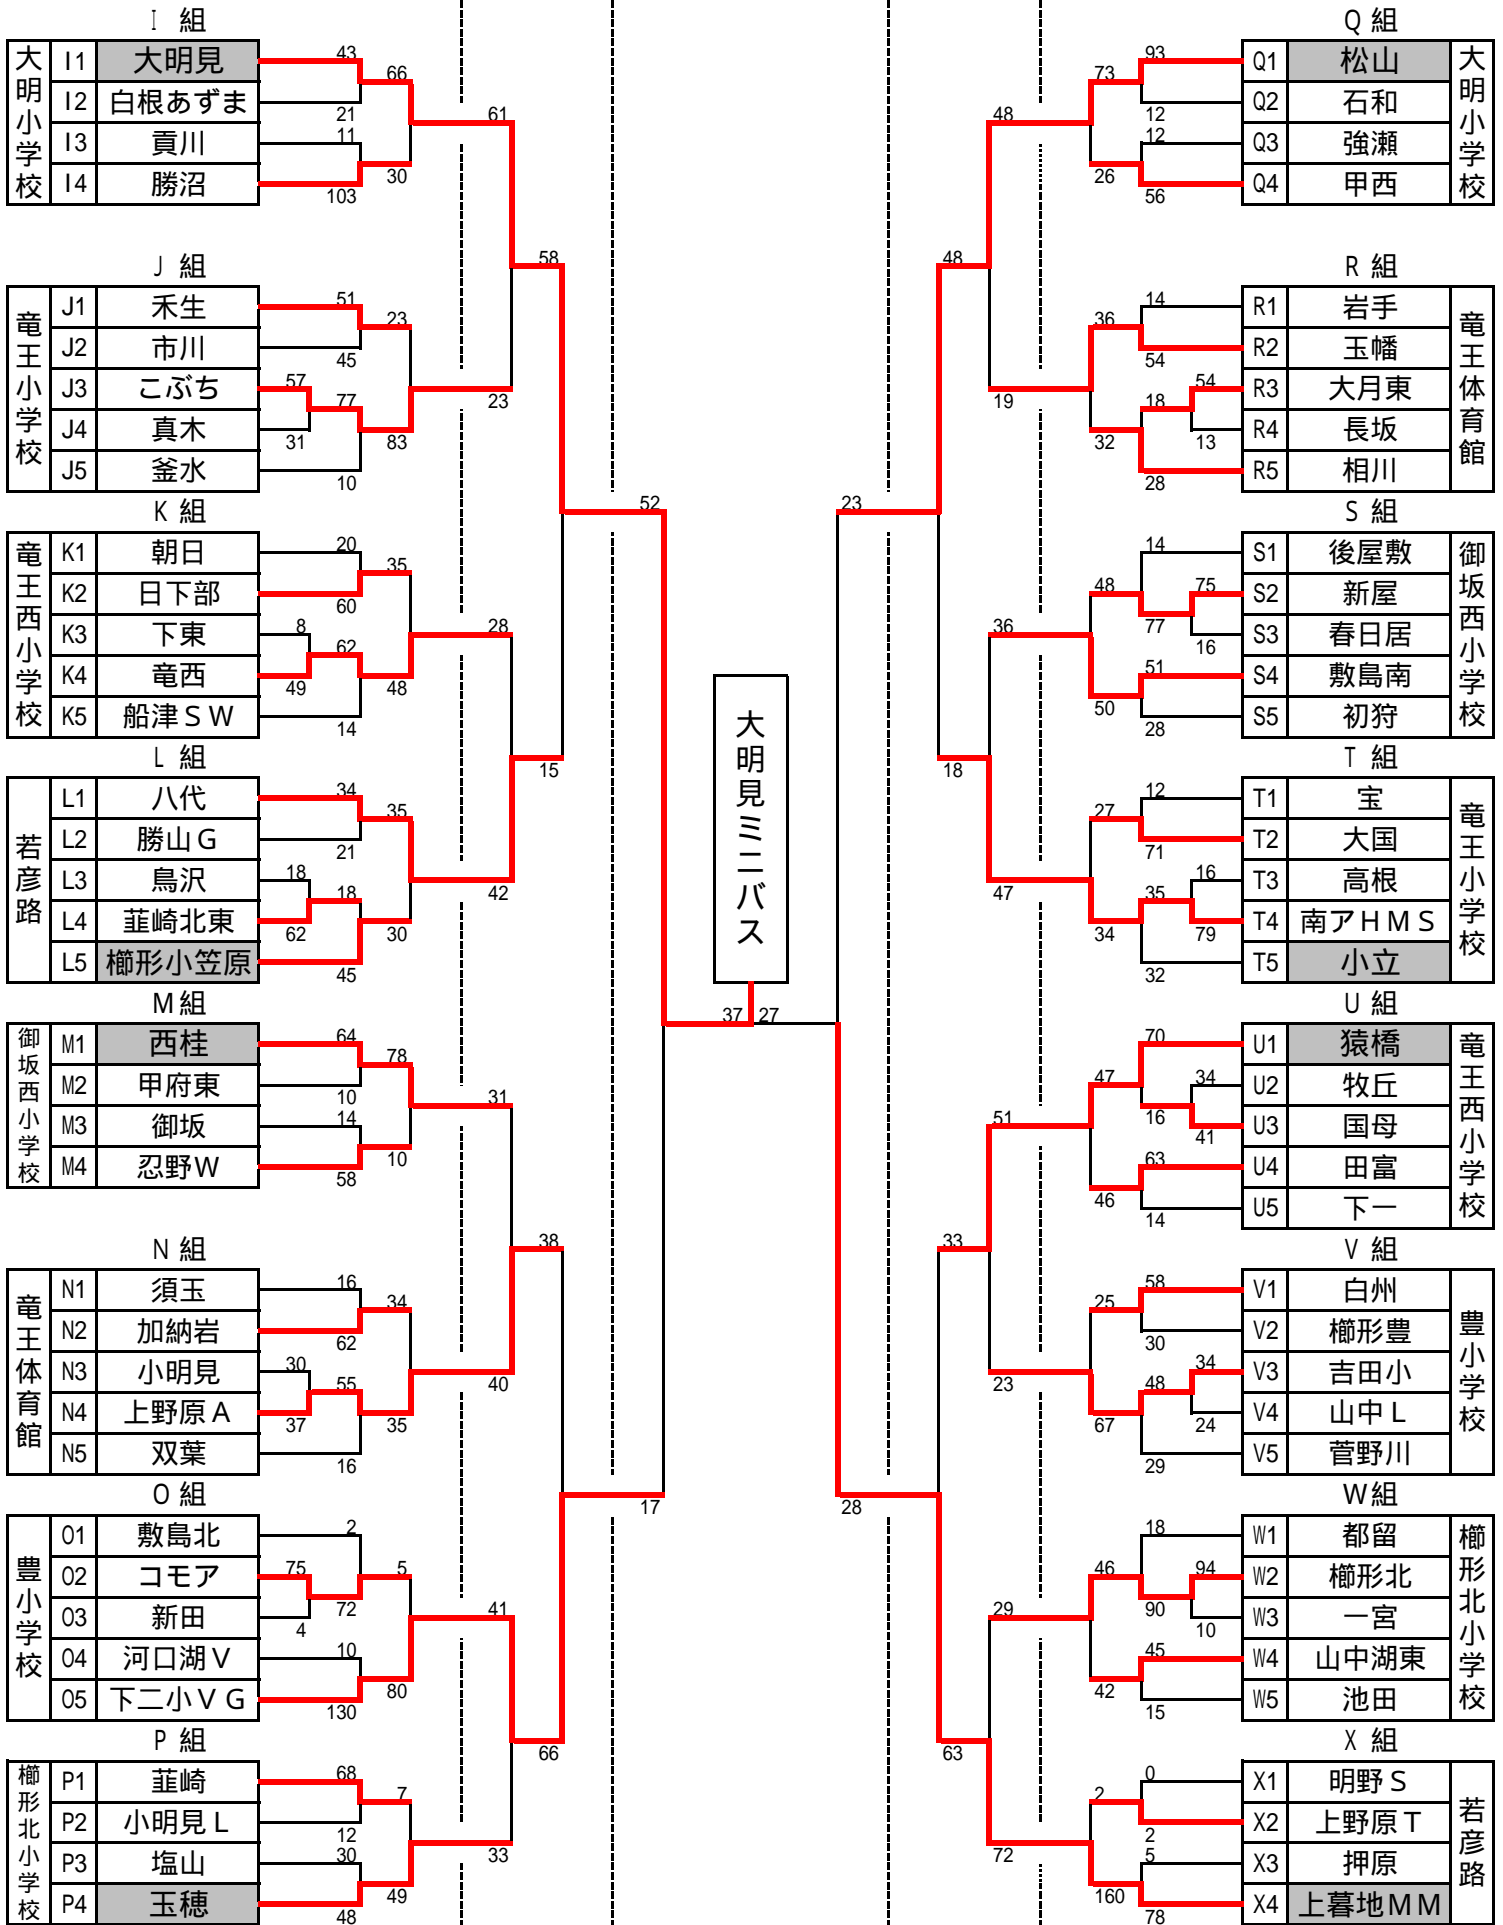 I 組
大明小学校
I1 大明見 43
66
I2 白根あずま 21
61
I3 貢川 11
30
I4 勝沼 103
58
J 組
竜王小学校
J1 禾生 51
23
J2 市川 45
J3 こぶち 57
77
23
J4 真木 31
83
J5 釜水 10
52
K 組
竜王西小学校
K1 朝日 20
35
K2 日下部 60
K3 下東 8
62
28
K4 竜西 49
48
K5 船津SW 14
15
L 組
若彦路
L1 八代 34
35
L2 勝山G 21
L3 鳥沢 18
18
42
L4 韮崎北東 62
30
L5 櫛形小笠原 45
M組
御坂西小学校
M1 西桂 64
78
M2 甲府東 10
31
M3 御坂 14
10
M4 忍野W 58
38
N 組
竜王体育館
N1 須玉 16
34
N2 加納岩 62
N3 小明見 30
55
40
N4 上野原A 37
35
N5 双葉 16
17
O 組
豊小学校
O1 敷島北 2
5
O2 コモア 75
72
O3 新田 4
41
O4 河口湖V 10
80
O5 下二小VG 130
66
P 組
櫛形北小学校
P1 韮崎 68
7
P2 小明見L 12
33
P3 塩山 30
49
P4 玉穂 48
大明見ミニバス
37 27
Q 組
大明小学校
93 Q1 松山
73
12 Q2 石和
48
12 Q3 強瀬
26
56 Q4 甲西
48
R 組
竜王体育館
14 R1 岩手
36
54 R2 玉幡
54 R3 大月東
18
19
13 R4 長坂
32
28 R5 相川
23
S 組
御坂西小学校
14 S1 後屋敷
48
75 S2 新屋
77
16 S3 春日居
36
51 S4 敷島南
50
28 S5 初狩
18
T 組
竜王小学校
12 T1 宝
27
71 T2 大国
16 T3 高根
35
47
79 T4 南アHMS
34
32 T5 小立
U 組
竜王西小学校
70 U1 猿橋
47
34 U2 牧丘
16
41 U3 国母
51
63 U4 田富
46
14 U5 下一
33
V 組
豊小学校
58 V1 白州
25
30 V2 櫛形豊
34 V3 吉田小
48
23
24 V4 山中L
67
29 V5 菅野川
28
W組
櫛形北小学校
18 W1 都留
46
94 W2 櫛形北
90
10 W3 一宮
29
45 W4 山中湖東
42
15 W5 池田
63
X 組
若彦路
0 X1 明野S
2
2 X2 上野原T
72
5 X3 押原
160
78 X4 上暮地MM